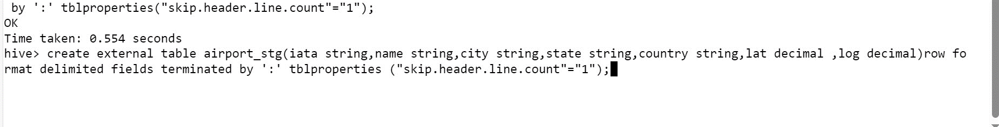 by ':' tblproperties("skip.header.line.count"="1");
OK
Time taken: 0.554 seconds
hive> create external table airport_stg(iata string,name string,city string,state string,country string,lat decimal ,log decimal)row fo
rmat delimited fields terminated by ':' tblproperties ("skip.header.line.count"="1");